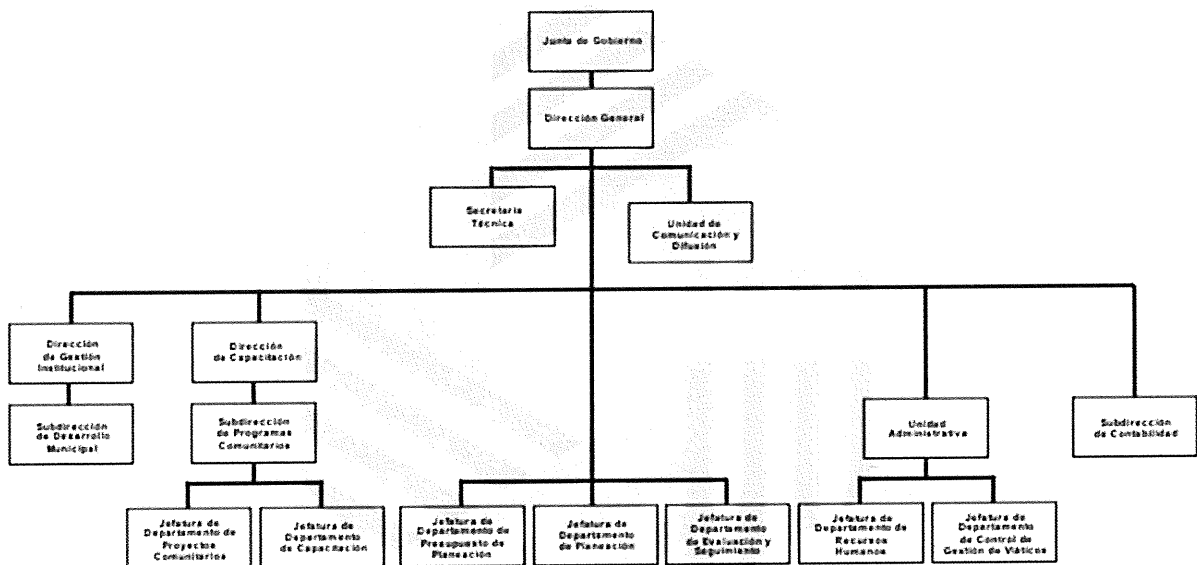 Junta de Gobierno
Dirección General
Secretaría
Técnica
Unidad de
Comunicación y
Difusión
Dirección
de Gestión
Institucional
Dirección
de Capacitación
Subdirección
de Desarrollo
Municipal
Subdirección
de Programas
Comunitarios
Unidad
Administrativa
Subdirección
de Contabilidad
Jefatura de
Departamento de
Proyectos
Comunitarios
Jefatura de
Departamento
de Capacitación
Jefatura de
Departamento de
Presupuesto de
Planeación
Jefatura de
Departamento
de Planeación
Jefatura de
Departamento
de Evaluación y
Seguimiento
Jefatura de
Departamento de
Recursos
Humanos
Jefatura de
Departamento
de Control de
Gestión de Viáticos